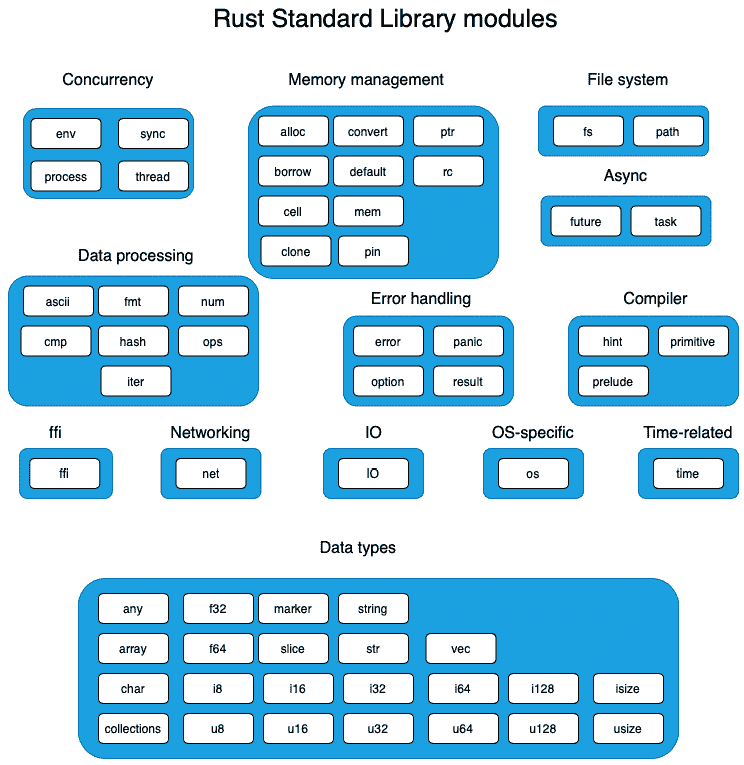 Rust Standard Library modules
Concurrency
env sync
process thread
Memory management
alloc convert ptr
borrow default rc
cell mem
clone pin
File system
fs path
Async
future task
Data processing
ascii fmt num
cmp hash ops
iter
Error handling
error panic
option result
Compiler
hint primitive
prelude
ffi
ffi
Networking
net
IO
IO
OS-specific
os
Time-related
time
Data types
any f32 marker string
array f64 slice str vec
char i8 i16 i32 i64 i128 isize
collections u8 u16 u32 u64 u128 usize